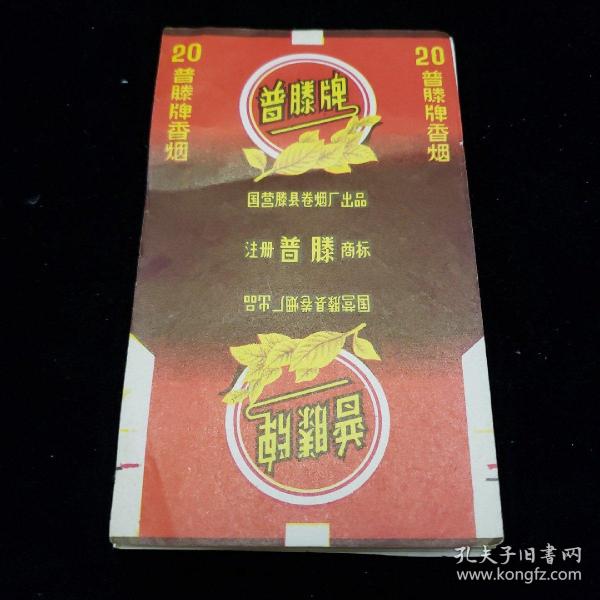 20
普滕牌香烟
普滕牌
20
普滕牌香烟
国营滕县卷烟厂出品
注册 普滕 商标
国营滕县卷烟厂出品
普滕牌
孔夫子旧书网
www.kongfz.com